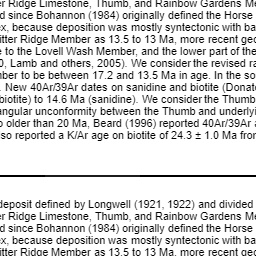 er Ridge Limestone, Thumb, and Rainbow Gardens Me
d since Bohannon (1984) originally defined the Horse
ex, because deposition was mostly syntectonic with ba
itter Ridge Member as 13.5 to 13 Ma, more recent geo
e to the Lovell Wash Member, and the lower part of the
0, Lamb and others, 2005). We consider the revised ra
mber to be between 17.2 and 13.5 Ma in age. In the so
. New 40Ar/39Ar dates on sanidine and biotite (Donat
biotite) to 14.6 Ma (sanidine). We consider the Thumb
angular unconformity between the Thumb and underlyi
o older than 20 Ma, Beard (1996) reported 40Ar/39Ar a
so reported a K/Ar age on biotite of 24.3 ± 1.0 Ma fron
deposit defined by Longwell (1921, 1922) and divided
er Ridge Limestone, Thumb, and Rainbow Gardens Me
d since Bohannon (1984) originally defined the Horse
ex, because deposition was mostly syntectonic with ba
itter Ridge Member as 13.5 to 13 Ma, more recent geo